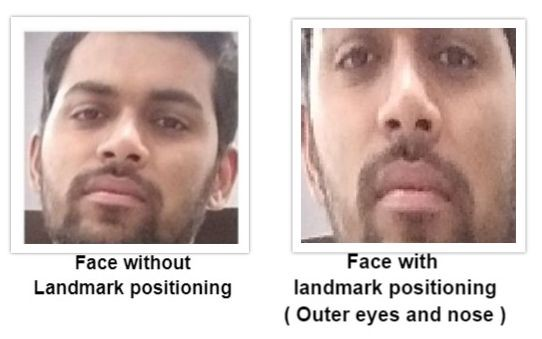 Face without
Landmark positioning
Face with
landmark positioning
( Outer eyes and nose )